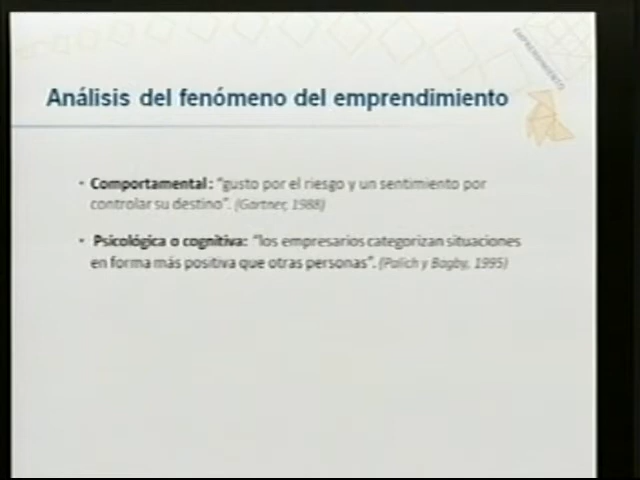 EMPRENDIMIENTO
Análisis del fenómeno del emprendimiento
• Comportamental: “gusto por el riesgo y un sentimiento por
controlar su destino”. (Gartner, 1988)
• Psicológica o cognitiva: “los empresarios categorizan situaciones
en forma más positiva que otras personas”. (Palich y Bagby, 1995)